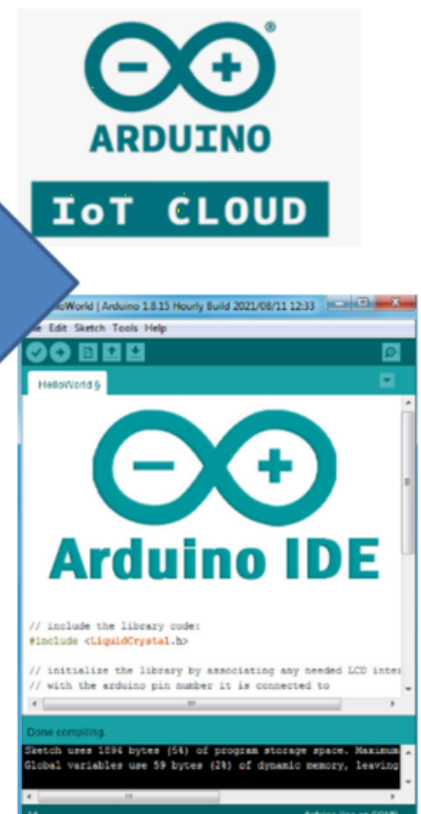 ®
ARDUINO
IoT CLOUD
HelloWorld | Arduino 1.8.15 Hourly Build 2021/08/11 12:33
Edit Sketch Tools Help
HelloWorld §
Arduino IDE
// include the library code:
#include <LiquidCrystal.h>
// initialize the library by associating any needed LCD inter
// with the arduino pin number it is connected to
Done compiling.
Sketch uses 1894 bytes (5%) of program storage space. Maximum
Global variables use 59 bytes (2%) of dynamic memory, leaving